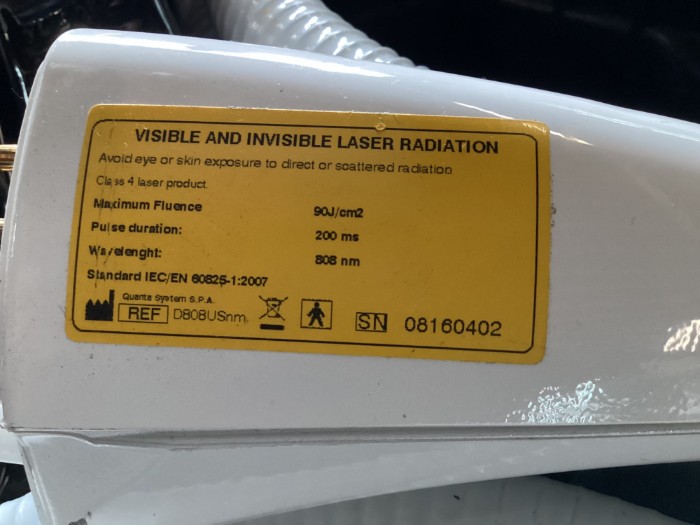 VISIBLE AND INVISIBLE LASER RADIATION
Avoid eye or skin exposure to direct or scattered radiation
Class 4 laser product.
Maximum Fluence 90J/cm2
Pulse duration: 200 ms
Wavelenght: 808 nm
Standard IEC/EN 60825-1:2007
Quanta System S.P.A.
REF D808USnm SN 08160402